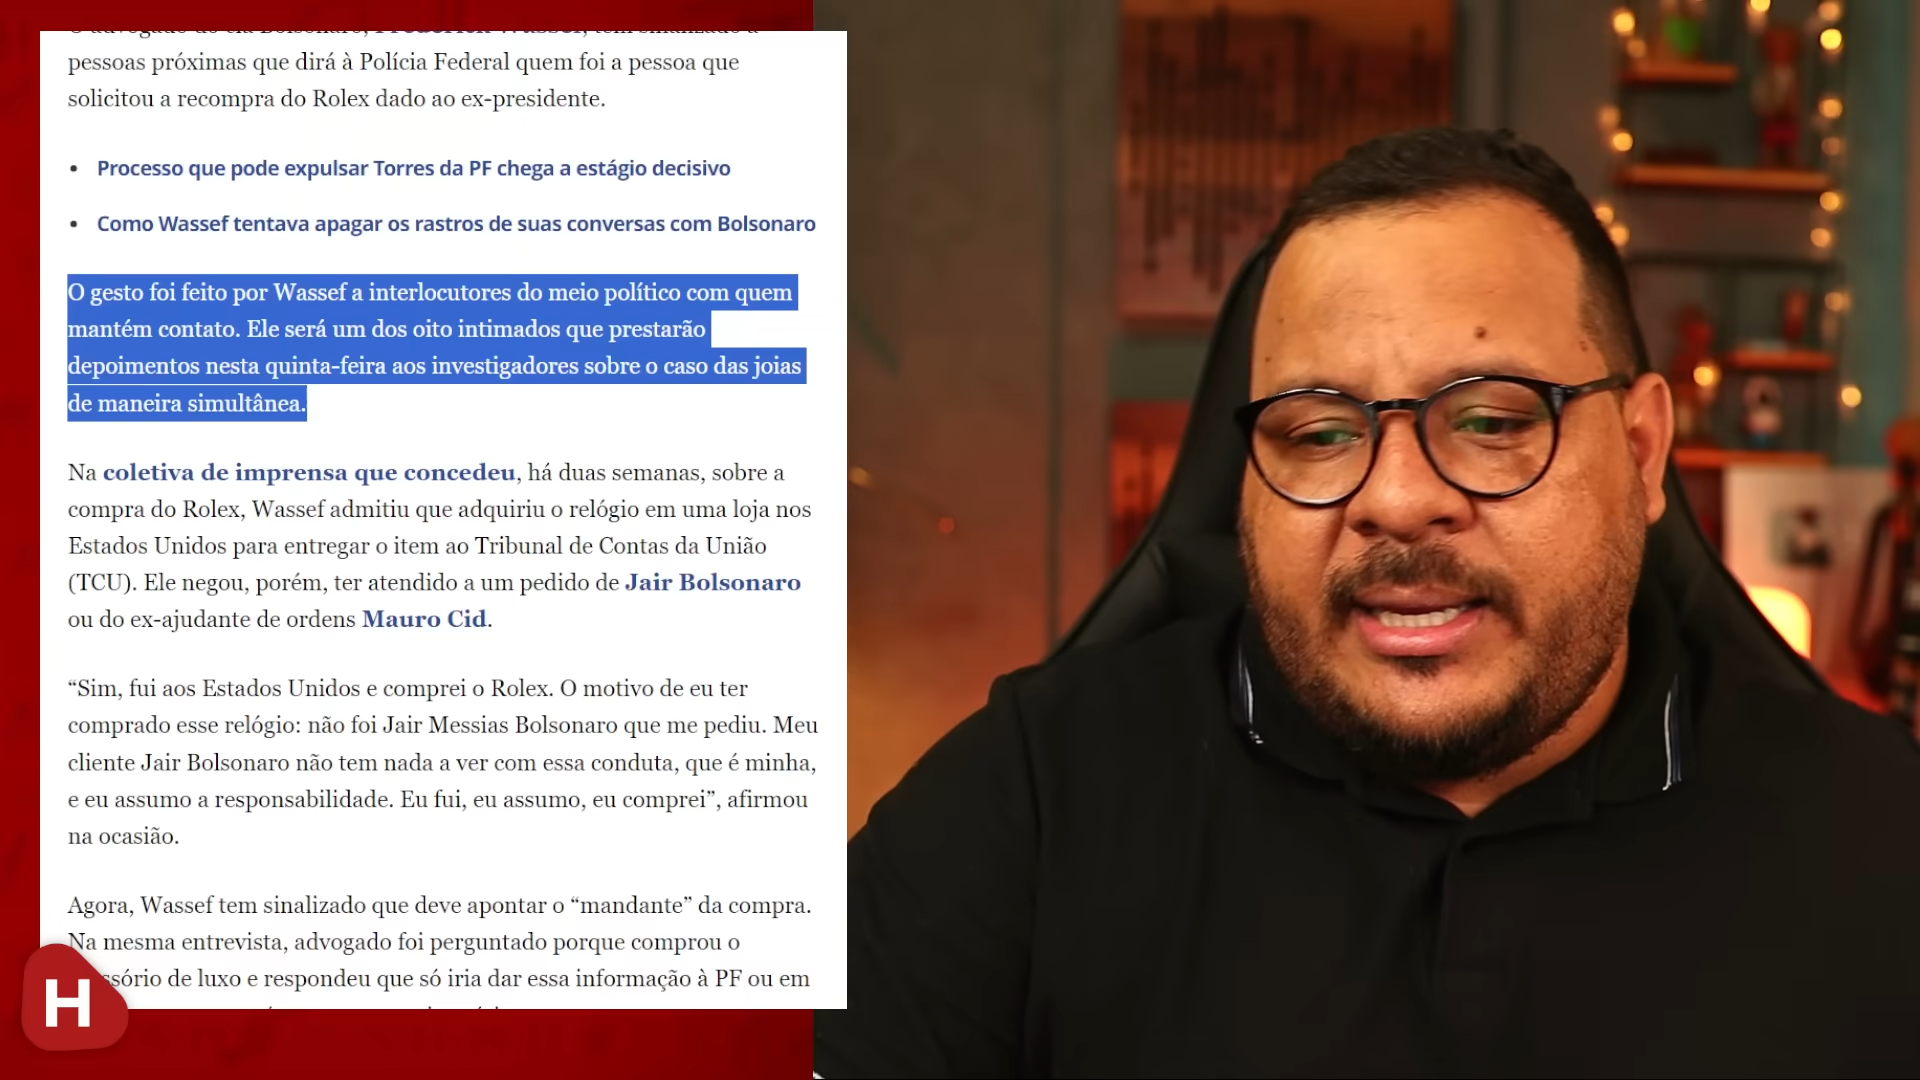 pessoas próximas que dirá à Polícia Federal quem foi a pessoa que
solicitou a recompra do Rolex dado ao ex-presidente.
• Processo que pode expulsar Torres da PF chega a estágio decisivo
• Como Wassef tentava apagar os rastros de suas conversas com Bolsonaro
O gesto foi feito por Wassef a interlocutores do meio político com quem
mantém contato. Ele será um dos oito intimados que prestarão
depoimentos nesta quinta-feira aos investigadores sobre o caso das joias
de maneira simultânea.
Na coletiva de imprensa que concedeu, há duas semanas, sobre a
compra do Rolex, Wassef admitiu que adquiriu o relógio em uma loja nos
Estados Unidos para entregar o item ao Tribunal de Contas da União
(TCU). Ele negou, porém, ter atendido a um pedido de Jair Bolsonaro
ou do ex-ajudante de ordens Mauro Cid.
“Sim, fui aos Estados Unidos e comprei o Rolex. O motivo de eu ter
comprado esse relógio: não foi Jair Messias Bolsonaro que me pediu. Meu
cliente Jair Bolsonaro não tem nada a ver com essa conduta, que é minha,
e eu assumo a responsabilidade. Eu fui, eu assumo, eu comprei”, afirmou
na ocasião.
Agora, Wassef tem sinalizado que deve apontar o “mandante” da compra.
Na mesma entrevista, advogado foi perguntado porque comprou o
de luxo e respondeu que só iria dar essa informação à PF ou em
H